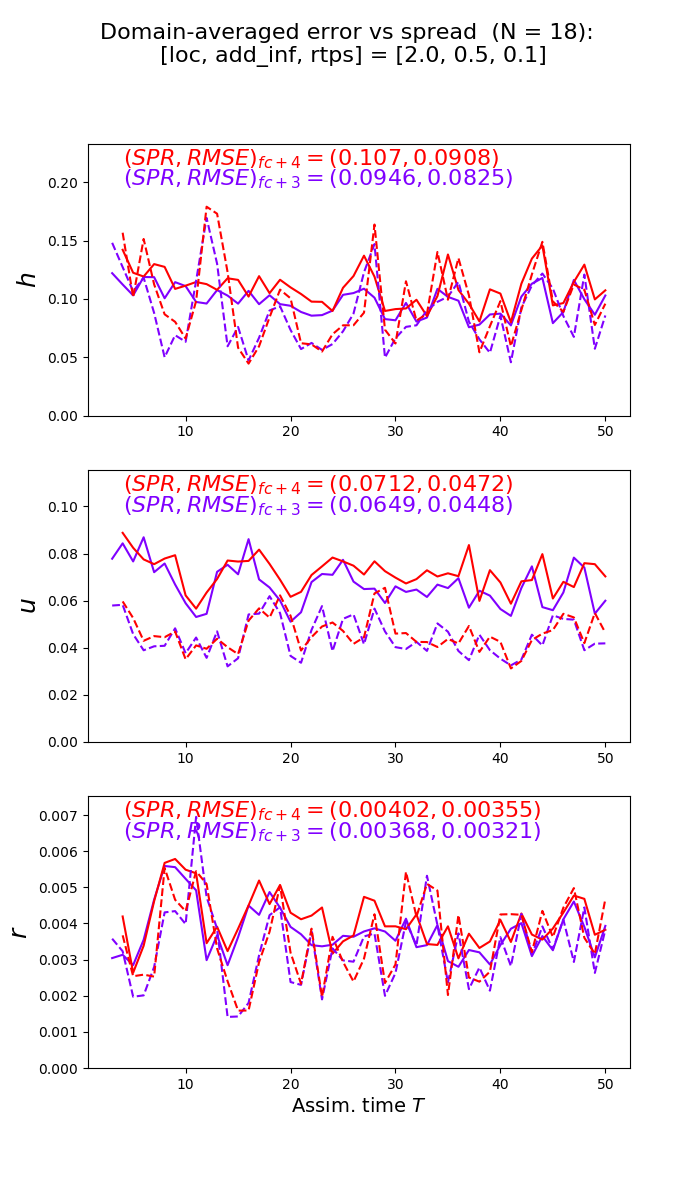 Domain-averaged error vs spread (N = 18):
[loc, add_inf, rtps] = [2.0, 0.5, 0.1]
(SPR, RMSE)fc+4 = (0.107, 0.0908)
(SPR, RMSE)fc+3 = (0.0946, 0.0825)
0.20
0.15
0.10
0.05
0.00
h
10 20 30 40 50
(SPR, RMSE)fc+4 = (0.0712, 0.0472)
(SPR, RMSE)fc+3 = (0.0649, 0.0448)
0.10
0.08
0.06
0.04
0.02
0.00
u
10 20 30 40 50
(SPR, RMSE)fc+4 = (0.00402, 0.00355)
(SPR, RMSE)fc+3 = (0.00368, 0.00321)
0.007
0.006
0.005
0.004
0.003
0.002
0.001
0.000
r
10 20 30 40 50
Assim. time T